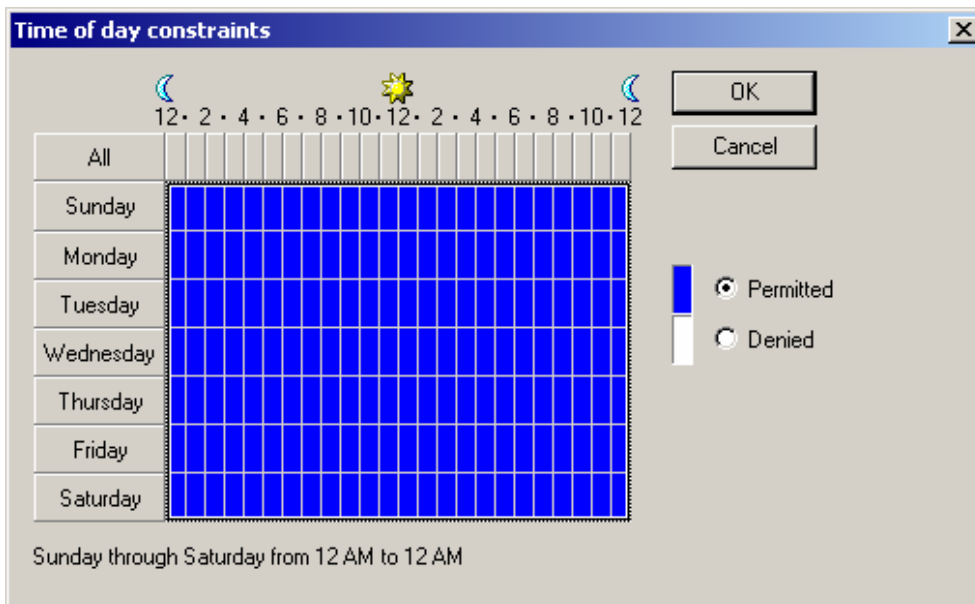 Time of day constraints
OK
12 · 2 · 4 · 6 · 8 · 10 · 12 · 2 · 4 · 6 · 8 · 10 · 12
Cancel
All
Sunday
Monday
Tuesday
Permitted
Wednesday
Denied
Thursday
Friday
Saturday
Sunday through Saturday from 12 AM to 12 AM